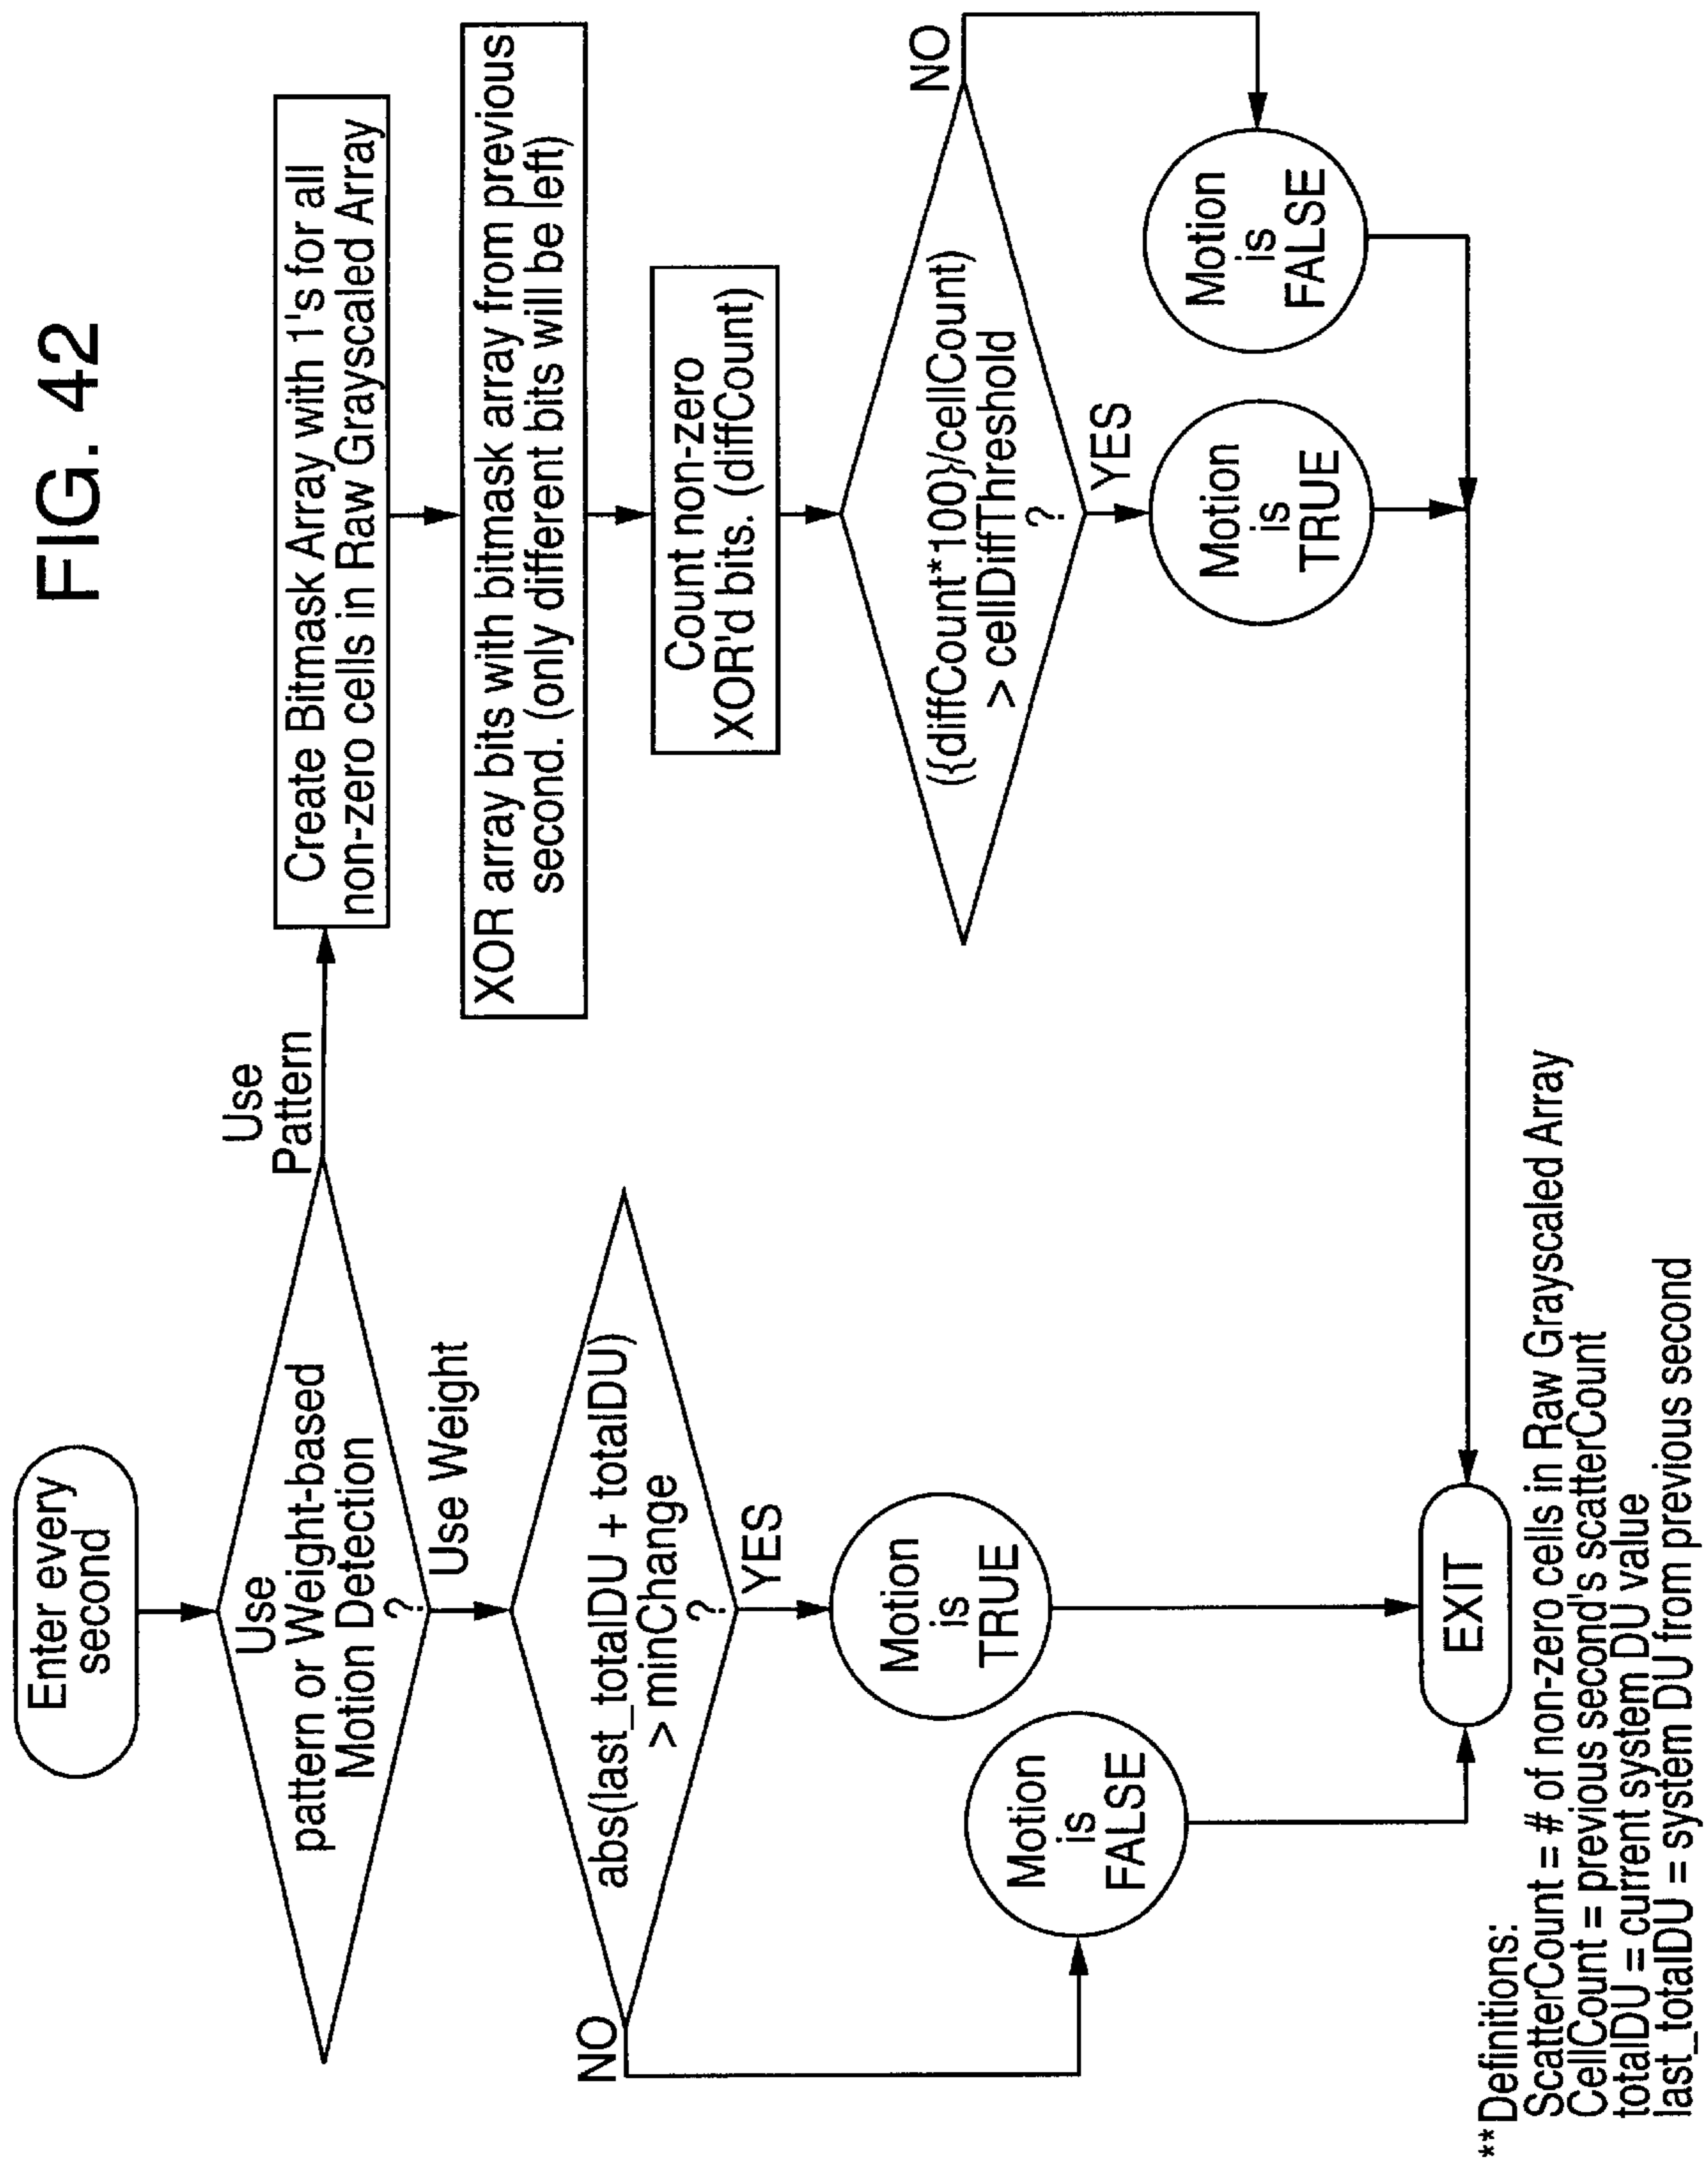 FIG. 42
Enter every
second
Use
pattern or Weight-based
Motion Detection
?
Use
Pattern
Use Weight
abs(last_totalDU + totalDU)
> minChange
?
NO
YES
Motion
is
FALSE
Motion
is
TRUE
Create Bitmask Array with 1's for all
non-zero cells in Raw Grayscaled Array
XOR array bits with bitmask array from previous
second. (only different bits will be left)
Count non-zero
XOR'd bits. (diffCount)
({diffCount*100}/cellCount)
> cellDiffThreshold
?
NO
YES
Motion
is
TRUE
Motion
is
FALSE
EXIT
**Definitions:
ScatterCount = # of non-zero cells in Raw Grayscaled Array
CellCount = previous second's scatterCount
totalDU = current system DU value
last_totalDU = system DU from previous second